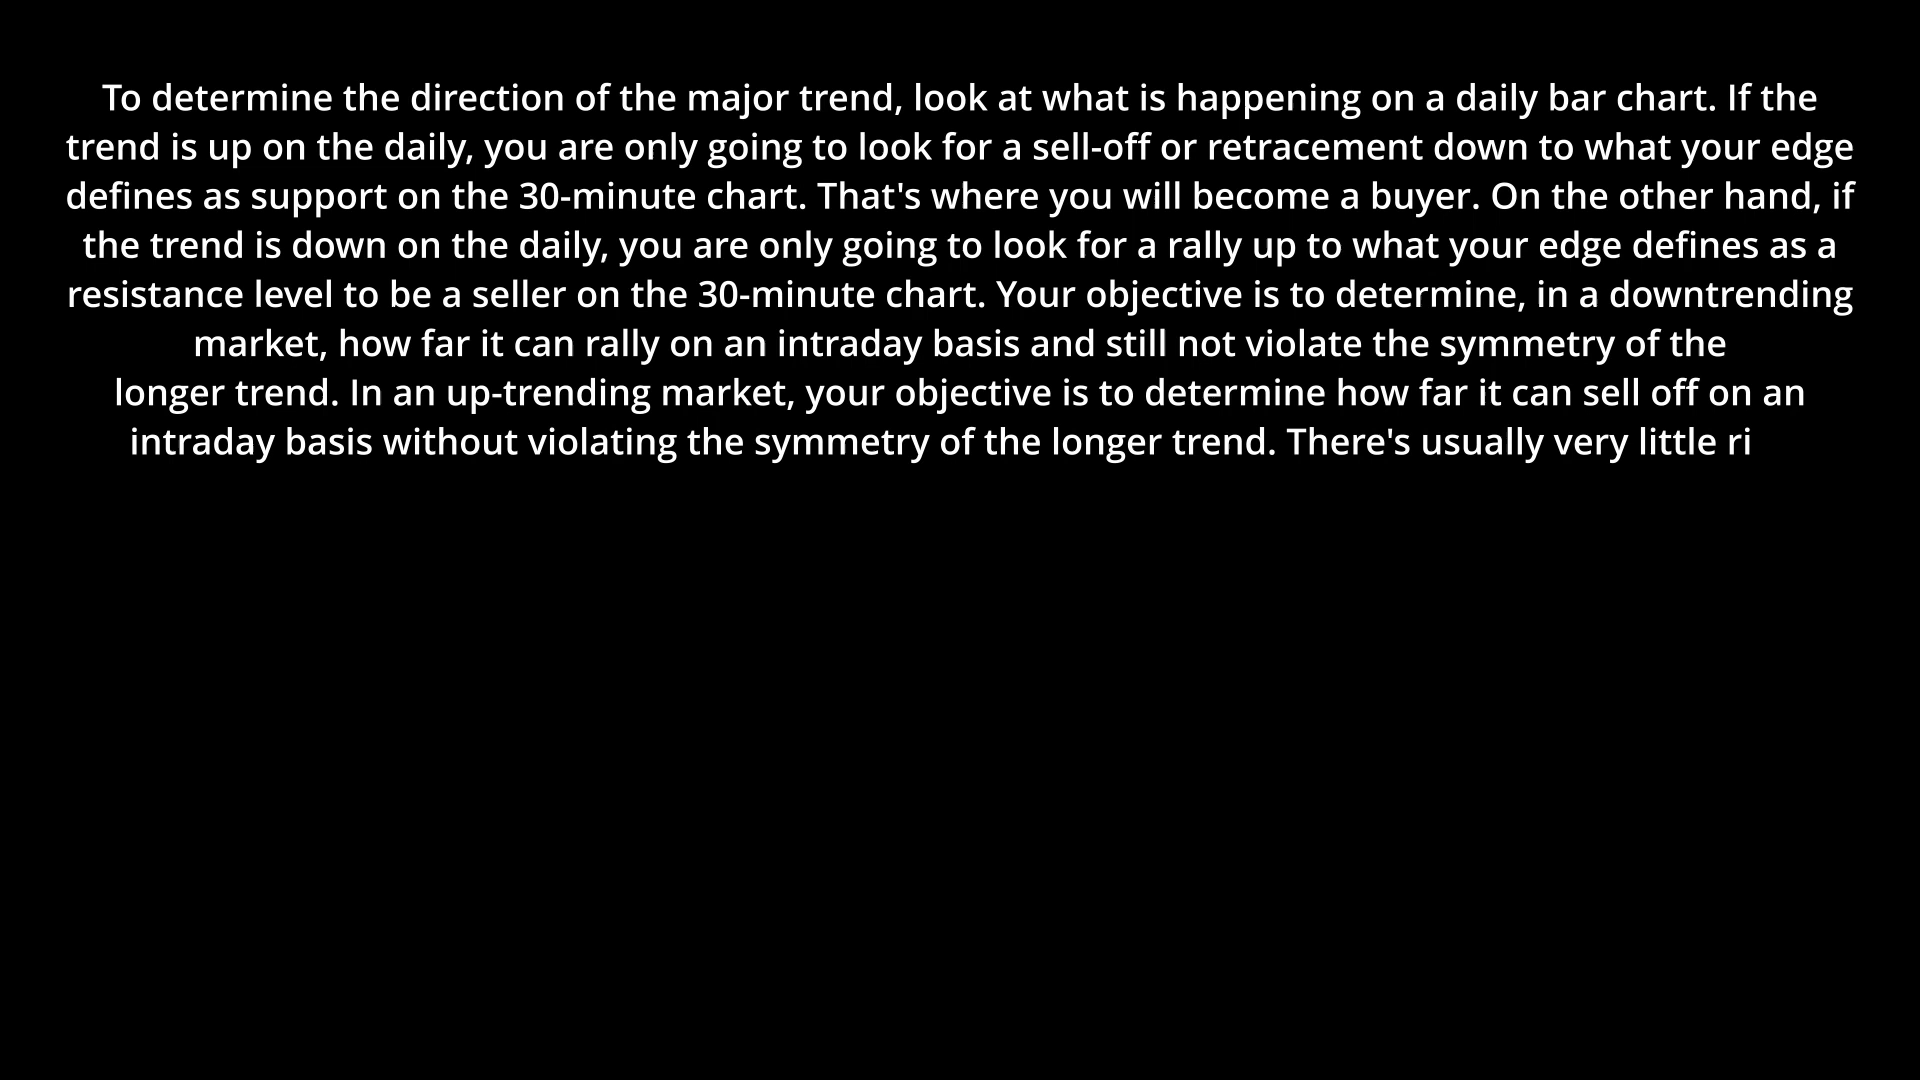 To determine the direction of the major trend, look at what is happening on a daily bar chart. If the
trend is up on the daily, you are only going to look for a sell-off or retracement down to what your edge
defines as support on the 30-minute chart. That's where you will become a buyer. On the other hand, if
the trend is down on the daily, you are only going to look for a rally up to what your edge defines as a
resistance level to be a seller on the 30-minute chart. Your objective is to determine, in a downtrending
market, how far it can rally on an intraday basis and still not violate the symmetry of the
longer trend. In an up-trending market, your objective is to determine how far it can sell off on an
intraday basis without violating the symmetry of the longer trend. There's usually very little ri